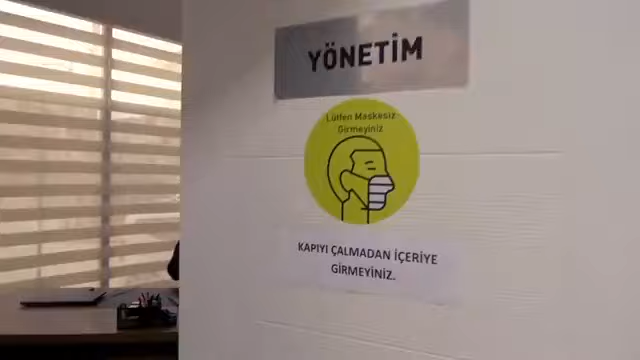 YÖNETİM
Lütfen Maskesiz
Girmeyiniz
KAPIYI ÇALMADAN İÇERİYE
GİRMEYİNİZ.